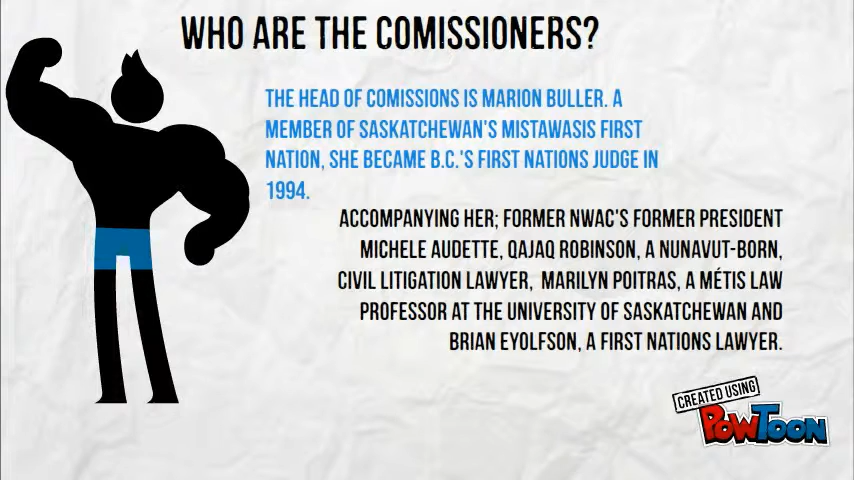 WHO ARE THE COMISSIONERS?
THE HEAD OF COMISSIONS IS MARION BULLER. A
MEMBER OF SASKATCHEWAN'S MISTAWASIS FIRST
NATION, SHE BECAME B.C.'S FIRST NATIONS JUDGE IN
1994.
ACCOMPANYING HER; FORMER NWAC'S FORMER PRESIDENT
MICHELE AUDETTE, QAJAQ ROBINSON, A NUNAVUT-BORN,
CIVIL LITIGATION LAWYER, MARILYN POITRAS, A MÉTIS LAW
PROFESSOR AT THE UNIVERSITY OF SASKATCHEWAN AND
BRIAN EYOLFSON, A FIRST NATIONS LAWYER.
CREATED USING
POWTOON